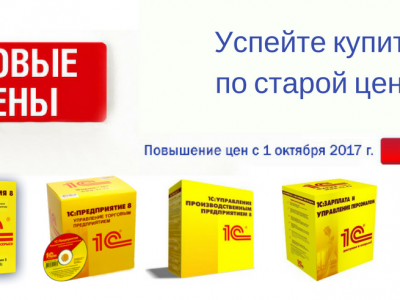 ОВЫЕ
ЕНЫ
Успейте купит
по старой цен
Повышение цен с 1 октября 2017 г.
1С:ПРЕДПРИЯТИЕ 8
УПРАВЛЕНИЕ ТОРГОВЫМ
ПРЕДПРИЯТИЕМ
1С
1С:УПРАВЛЕНИЕ
ПРОИЗВОДСТВЕННЫМ
ПРЕДПРИЯТИЕМ 8
1С
1С:ЗАРПЛАТА И
УПРАВЛЕНИЕ ПЕРСОНАЛОМ
1С